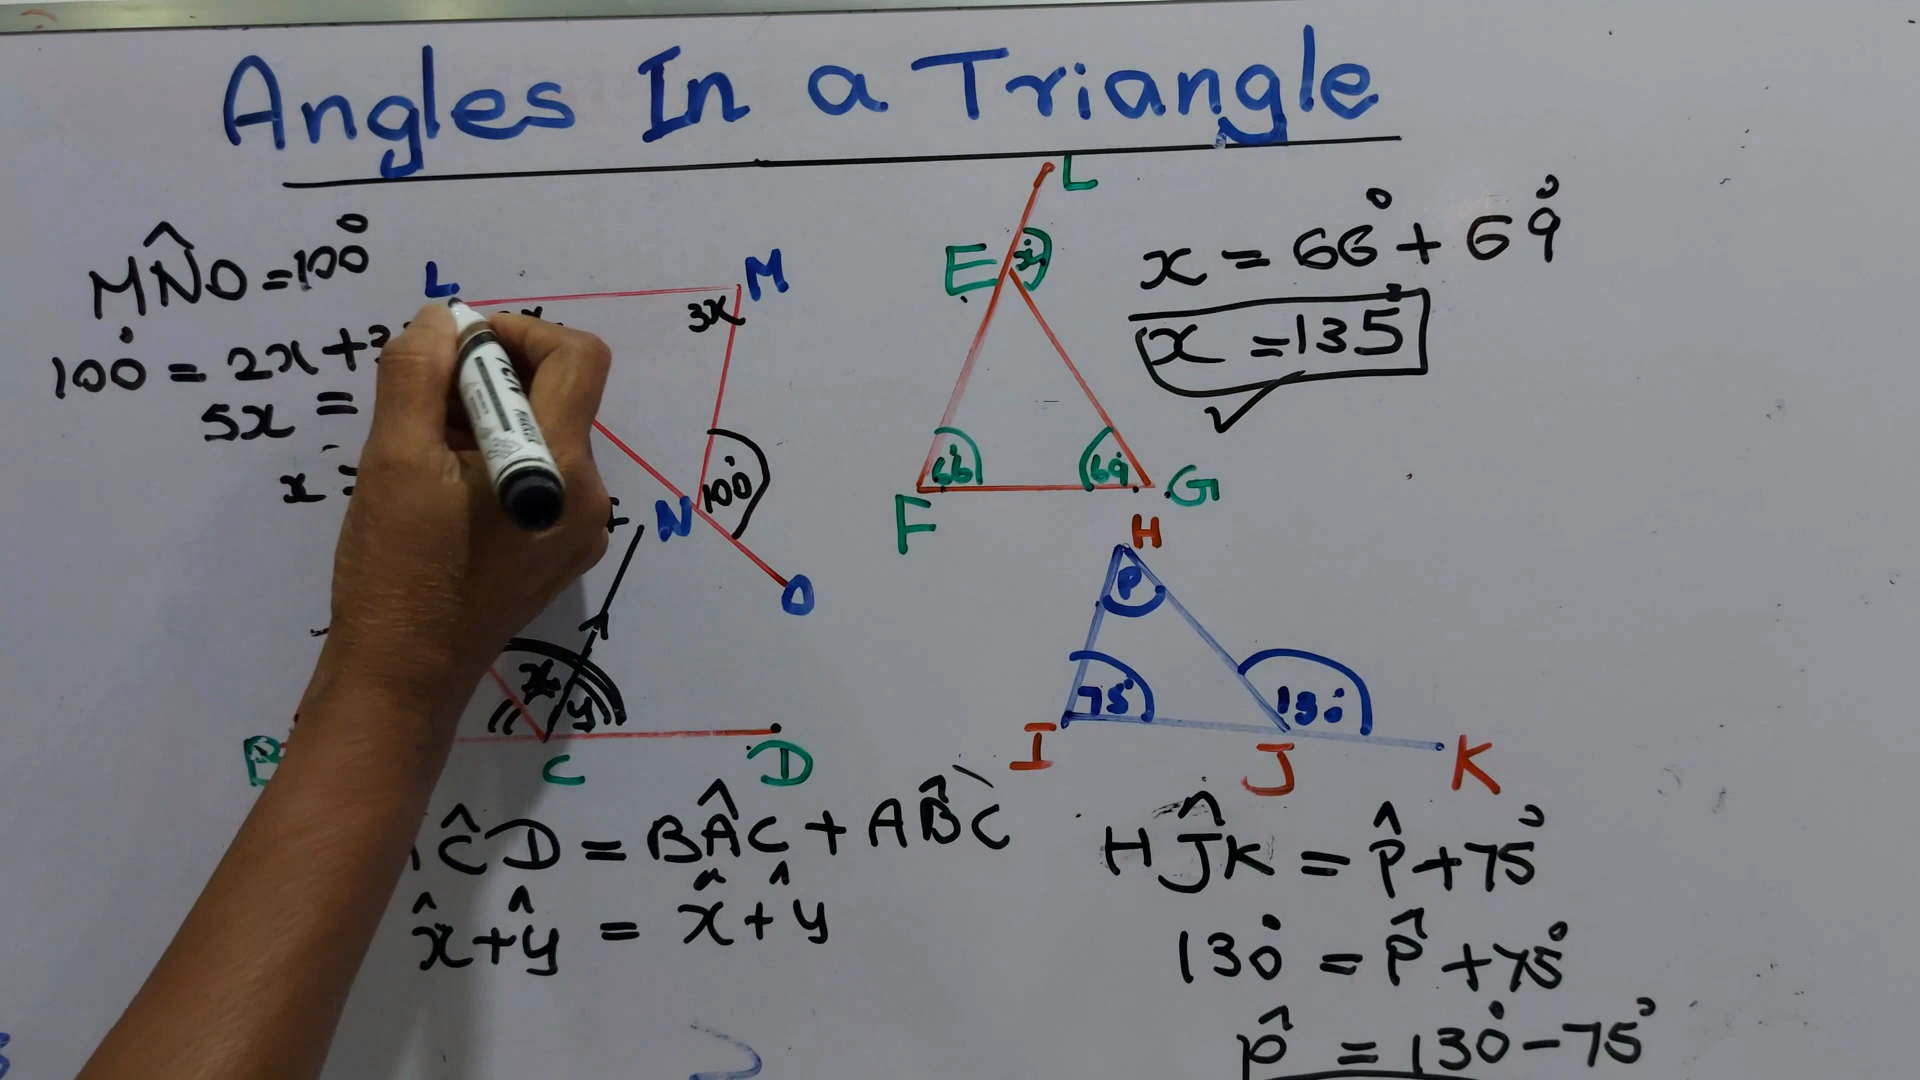 Angles In a Triangle
MN̂O = 100°
100° = 2x + 3
5x =
x =
L
M
3x
N
100°
O
L
E
x
66°
69°
F
G
x = 66° + 69°
x = 135°
H
P
75°
130°
I
J
K
x
y
B
C
D
ĈD = BÂC + AB̂C
x̂ + ŷ = x̂ + ŷ
HĴK = P̂ + 75°
130° = P̂ + 75°
P̂ = 130° - 75°